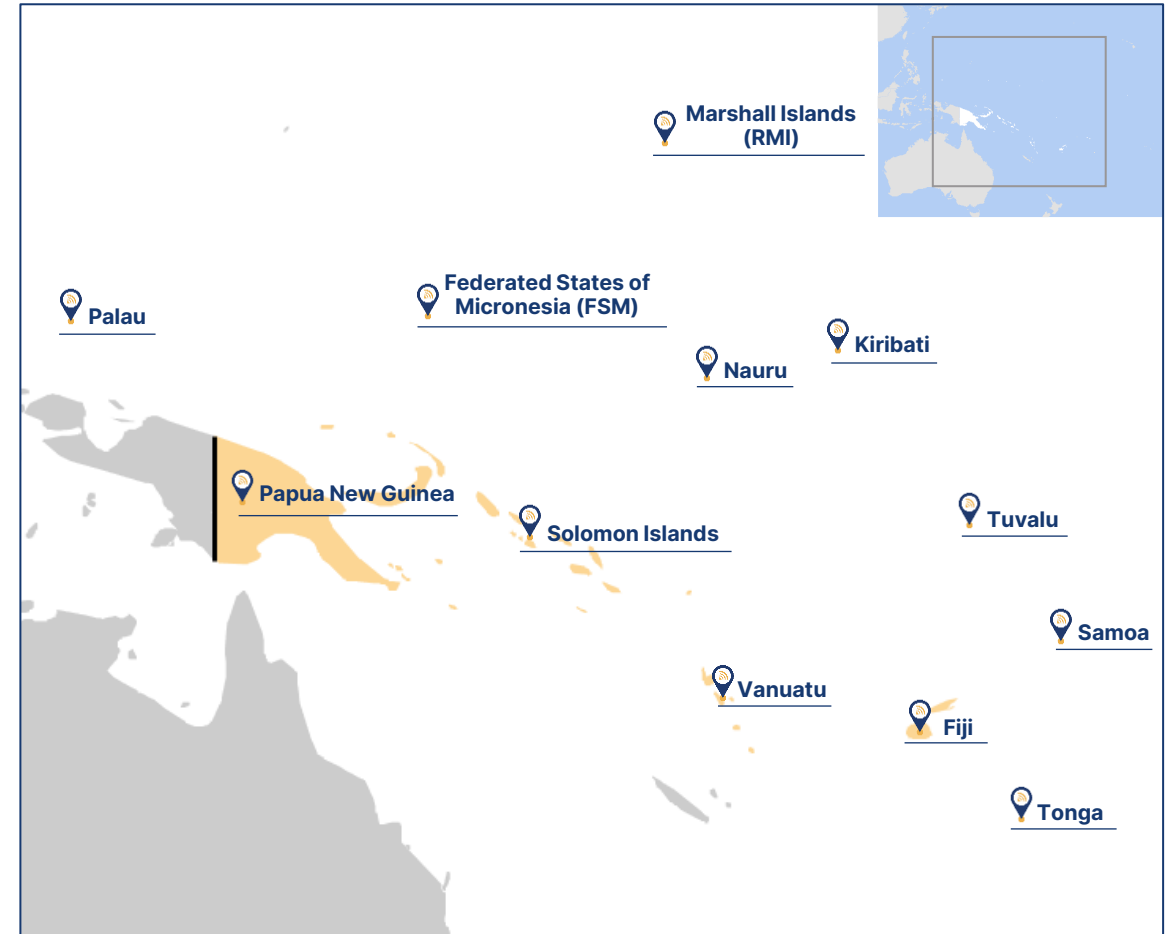 Marshall Islands
(RMI)
Federated States of
Micronesia (FSM)
Palau
Kiribati
Nauru
Papua New Guinea
Tuvalu
Solomon Islands
Samoa
Vanuatu
Fiji
Tonga